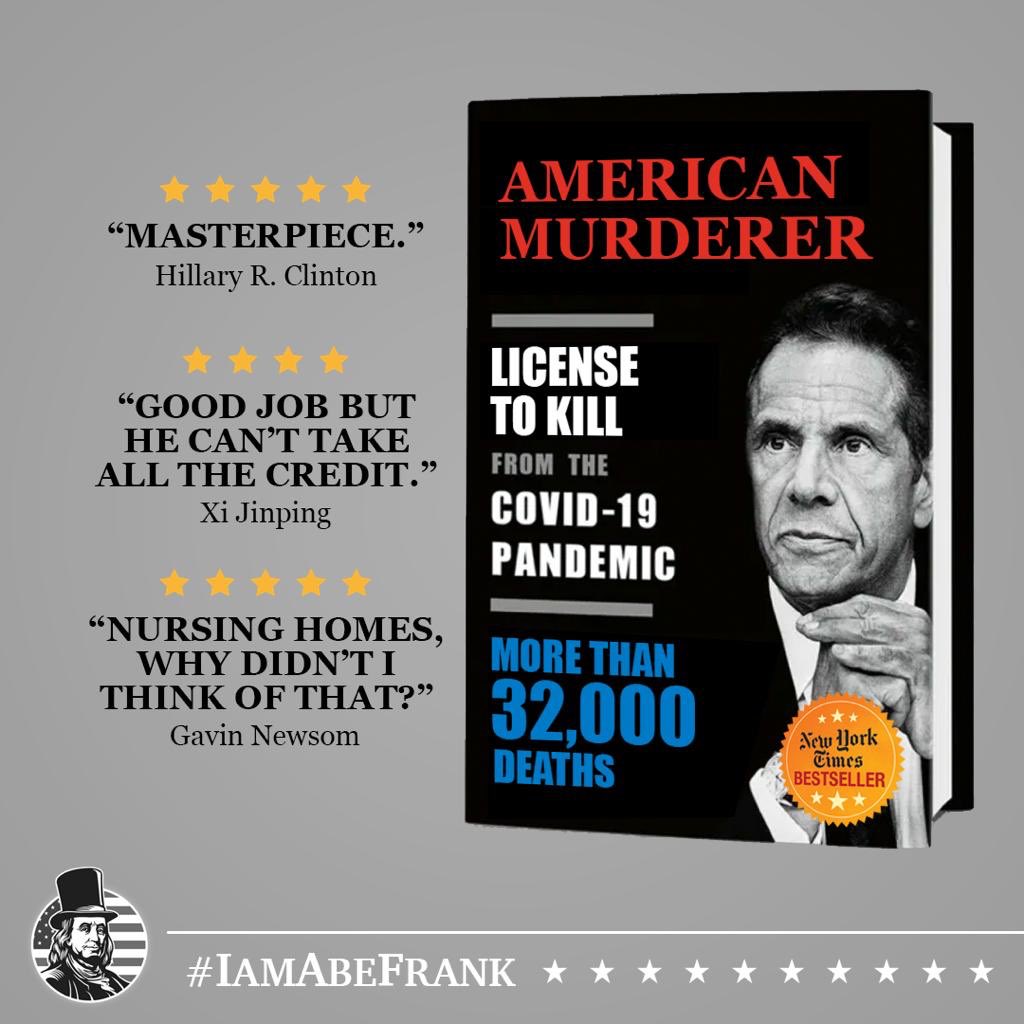 “MASTERPIECE.”
Hillary R. Clinton
“GOOD JOB BUT
HE CAN’T TAKE
ALL THE CREDIT.”
Xi Jinping
“NURSING HOMES,
WHY DIDN’T I
THINK OF THAT?”
Gavin Newsom
AMERICAN
MURDERER
LICENSE
TO KILL
FROM THE
COVID-19
PANDEMIC
MORE THAN
32,000
DEATHS
New York
Times
BESTSELLER
#IAMABEFRANK